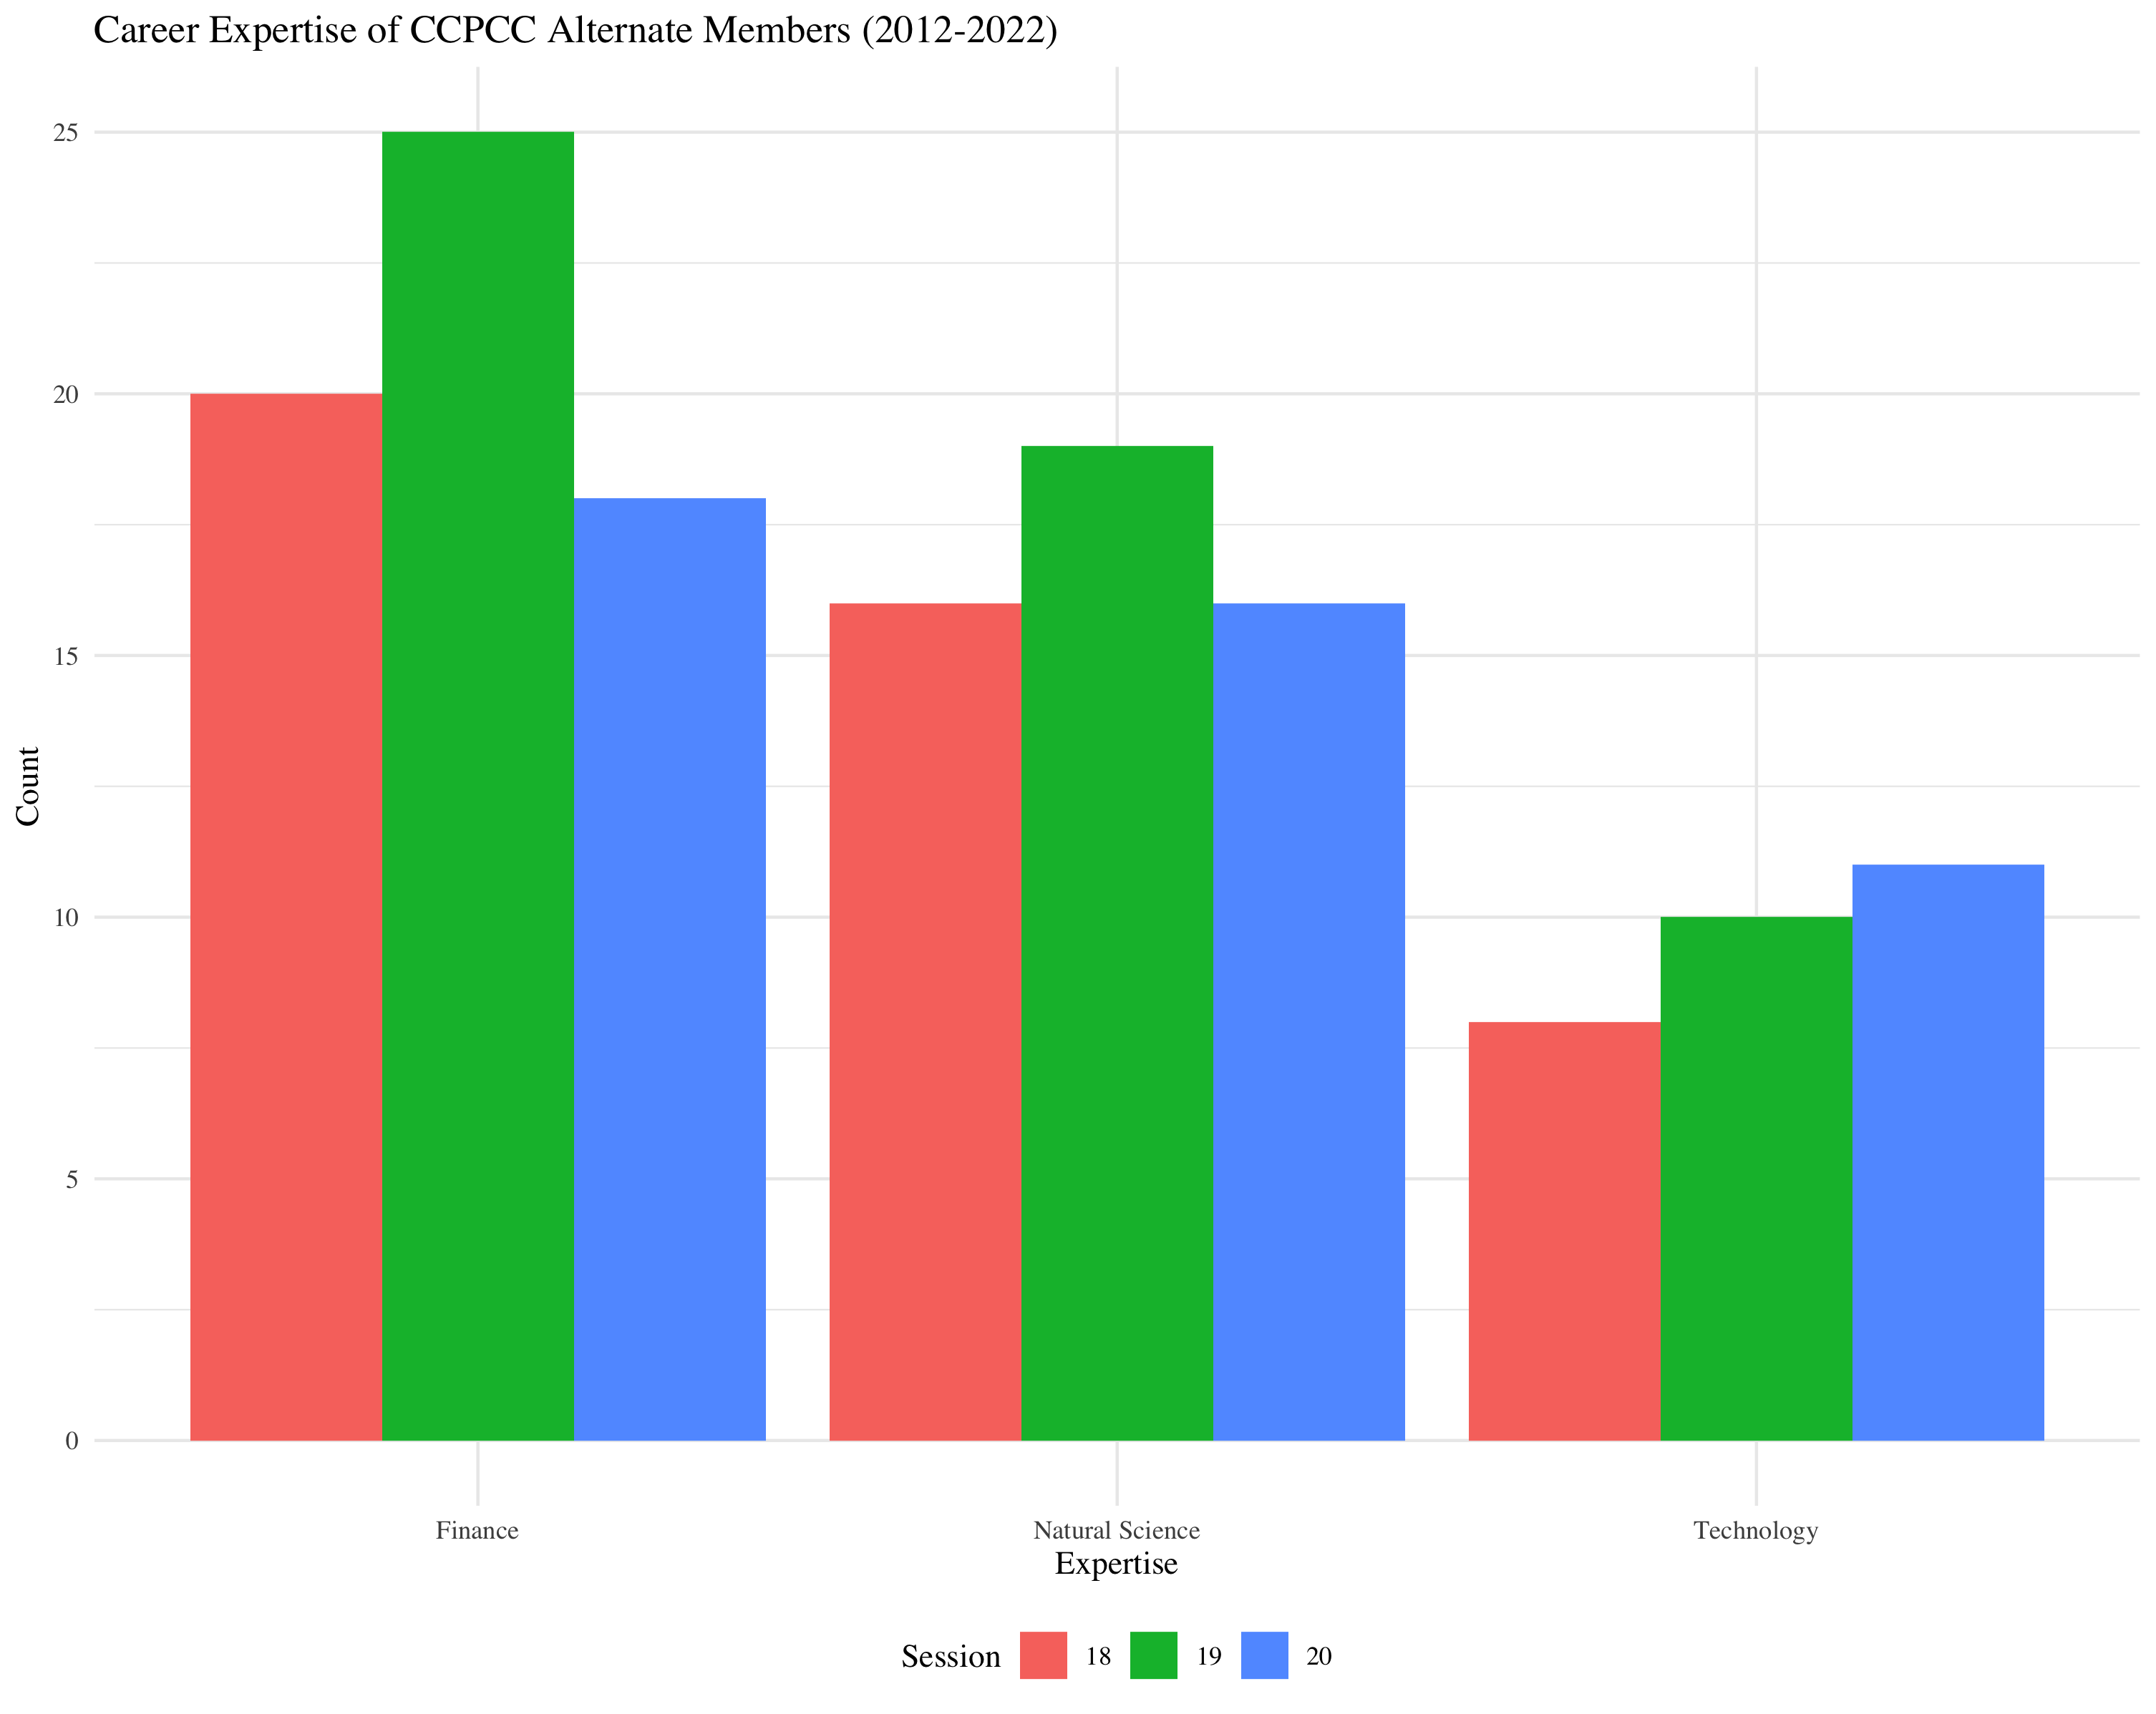 Career Expertise of CCPCC Alternate Members (2012-2022)
25
20
15
10
5
0
Count
Finance
Natural Science
Technology
Expertise
Session 18 19 20